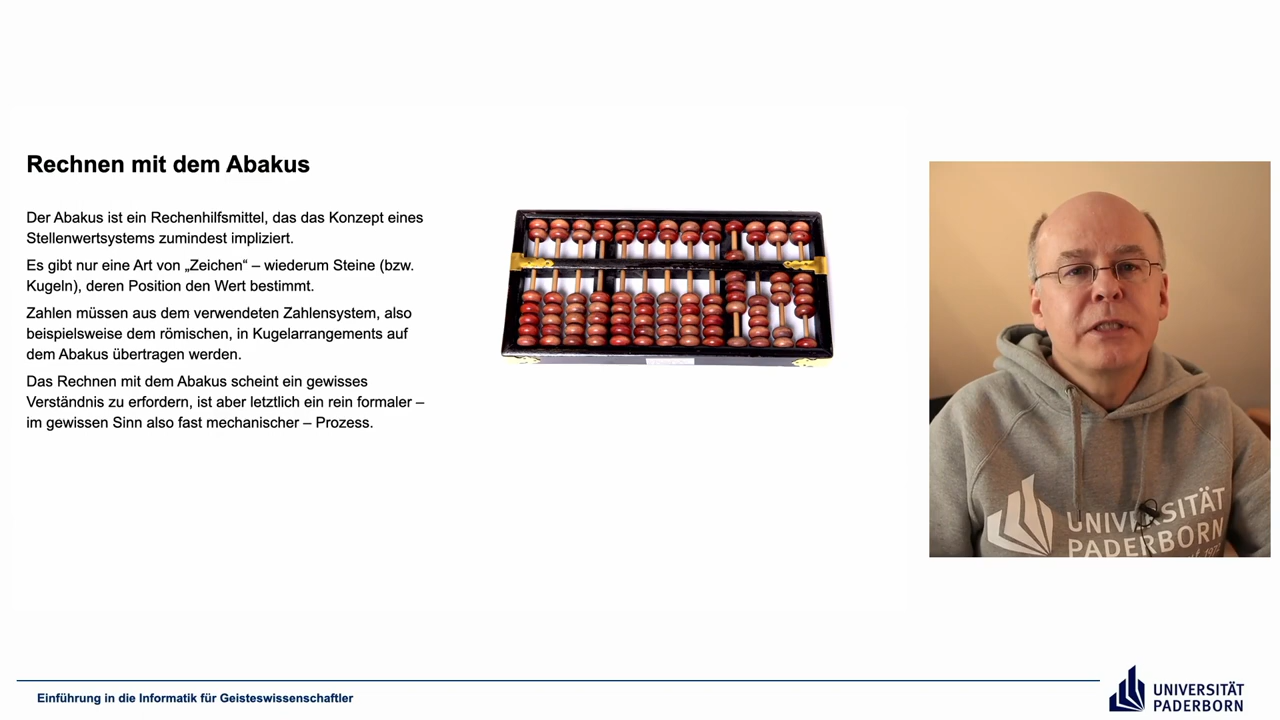 Rechnen mit dem Abakus
Der Abakus ist ein Rechenhilfsmittel, das das Konzept eines
Stellenwertsystems zumindest impliziert.
Es gibt nur eine Art von „Zeichen“ – wiederum Steine (bzw.
Kugeln), deren Position den Wert bestimmt.
Zahlen müssen aus dem verwendeten Zahlensystem, also
beispielsweise dem römischen, in Kugelarrangements auf
dem Abakus übertragen werden.
Das Rechnen mit dem Abakus scheint ein gewisses
Verständnis zu erfordern, ist aber letztlich ein rein formaler –
im gewissen Sinn also fast mechanischer – Prozess.
UNIVERSITÄT
PADERBORN
Einführung in die Informatik für Geisteswissenschaftler
UNIVERSITÄT
PADERBORN